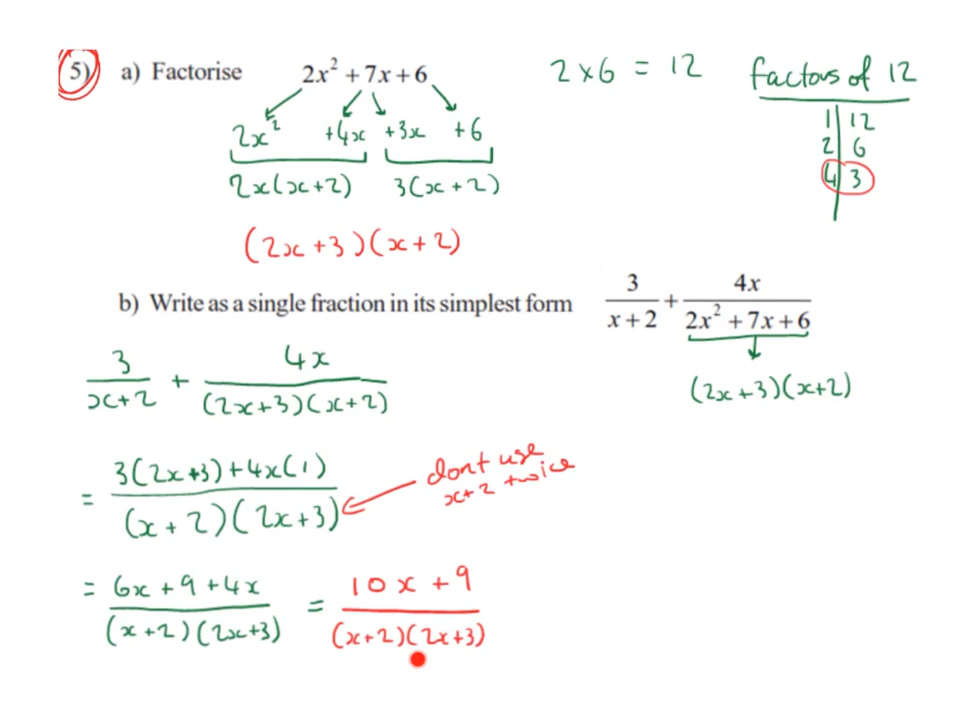 5) a) Factorise 2x² + 7x + 6 2 × 6 = 12 factors of 12
2x² +4x +3x +6 1 | 12
2 | 6
2x(x+2) 3(x+2) 4 | 3
(2x+3)(x+2)
b) Write as a single fraction in its simplest form 3/(x+2) + 4x/(2x² + 7x + 6)
3/(x+2) + 4x/((2x+3)(x+2)) (2x+3)(x+2)
= (3(2x+3)+4x(1))/((x+2)(2x+3)) dont use
x+2 twice
= (6x+9+4x)/((x+2)(2x+3)) = (10x+9)/((x+2)(2x+3))